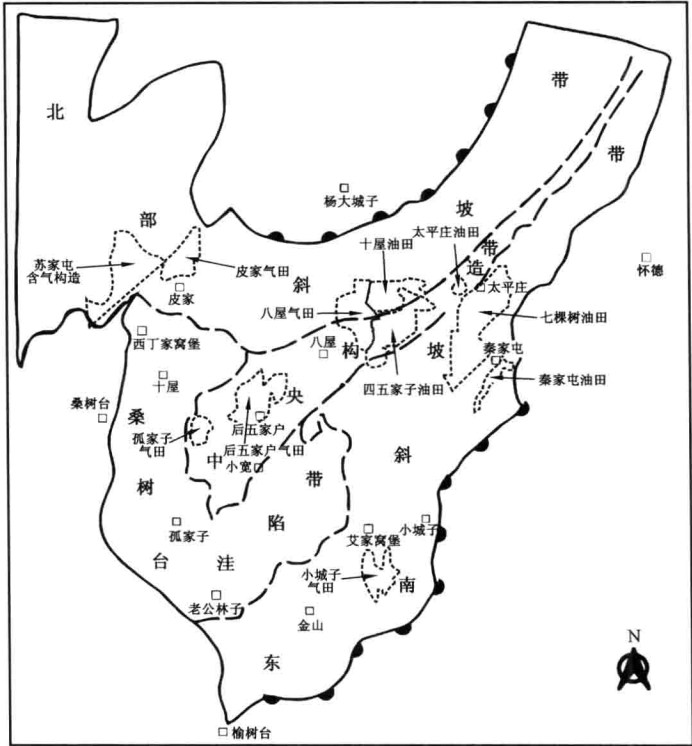 带
北
带
杨大城子
部
坡
十屋油田
太平庄油田
带
怀德
苏家屯
含气构造
皮家气田
造
斜
皮家
太平庄
八屋气田
七棵树油田
西丁家窝堡
八屋
构
坡
秦家屯
十屋
四五家子油田
秦家屯油田
桑树台
桑
央
后五家户
孤家子
气田
后五家户气田
中
小宽
斜
树
带
孤家子
陷
艾家窝堡
小城子
台
洼
小城子
气田
南
老公林子
金山
东
N
榆树台